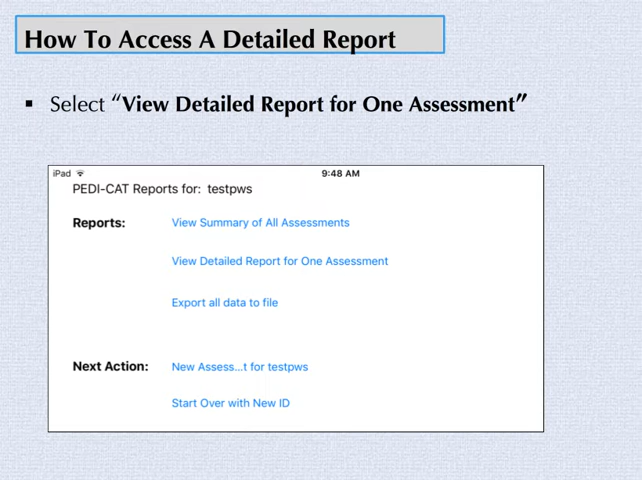 How To Access A Detailed Report
▪ Select “View Detailed Report for One Assessment”
iPad 9:48 AM
PEDI-CAT Reports for: testpws
Reports: View Summary of All Assessments
View Detailed Report for One Assessment
Export all data to file
Next Action: New Assess...t for testpws
Start Over with New ID